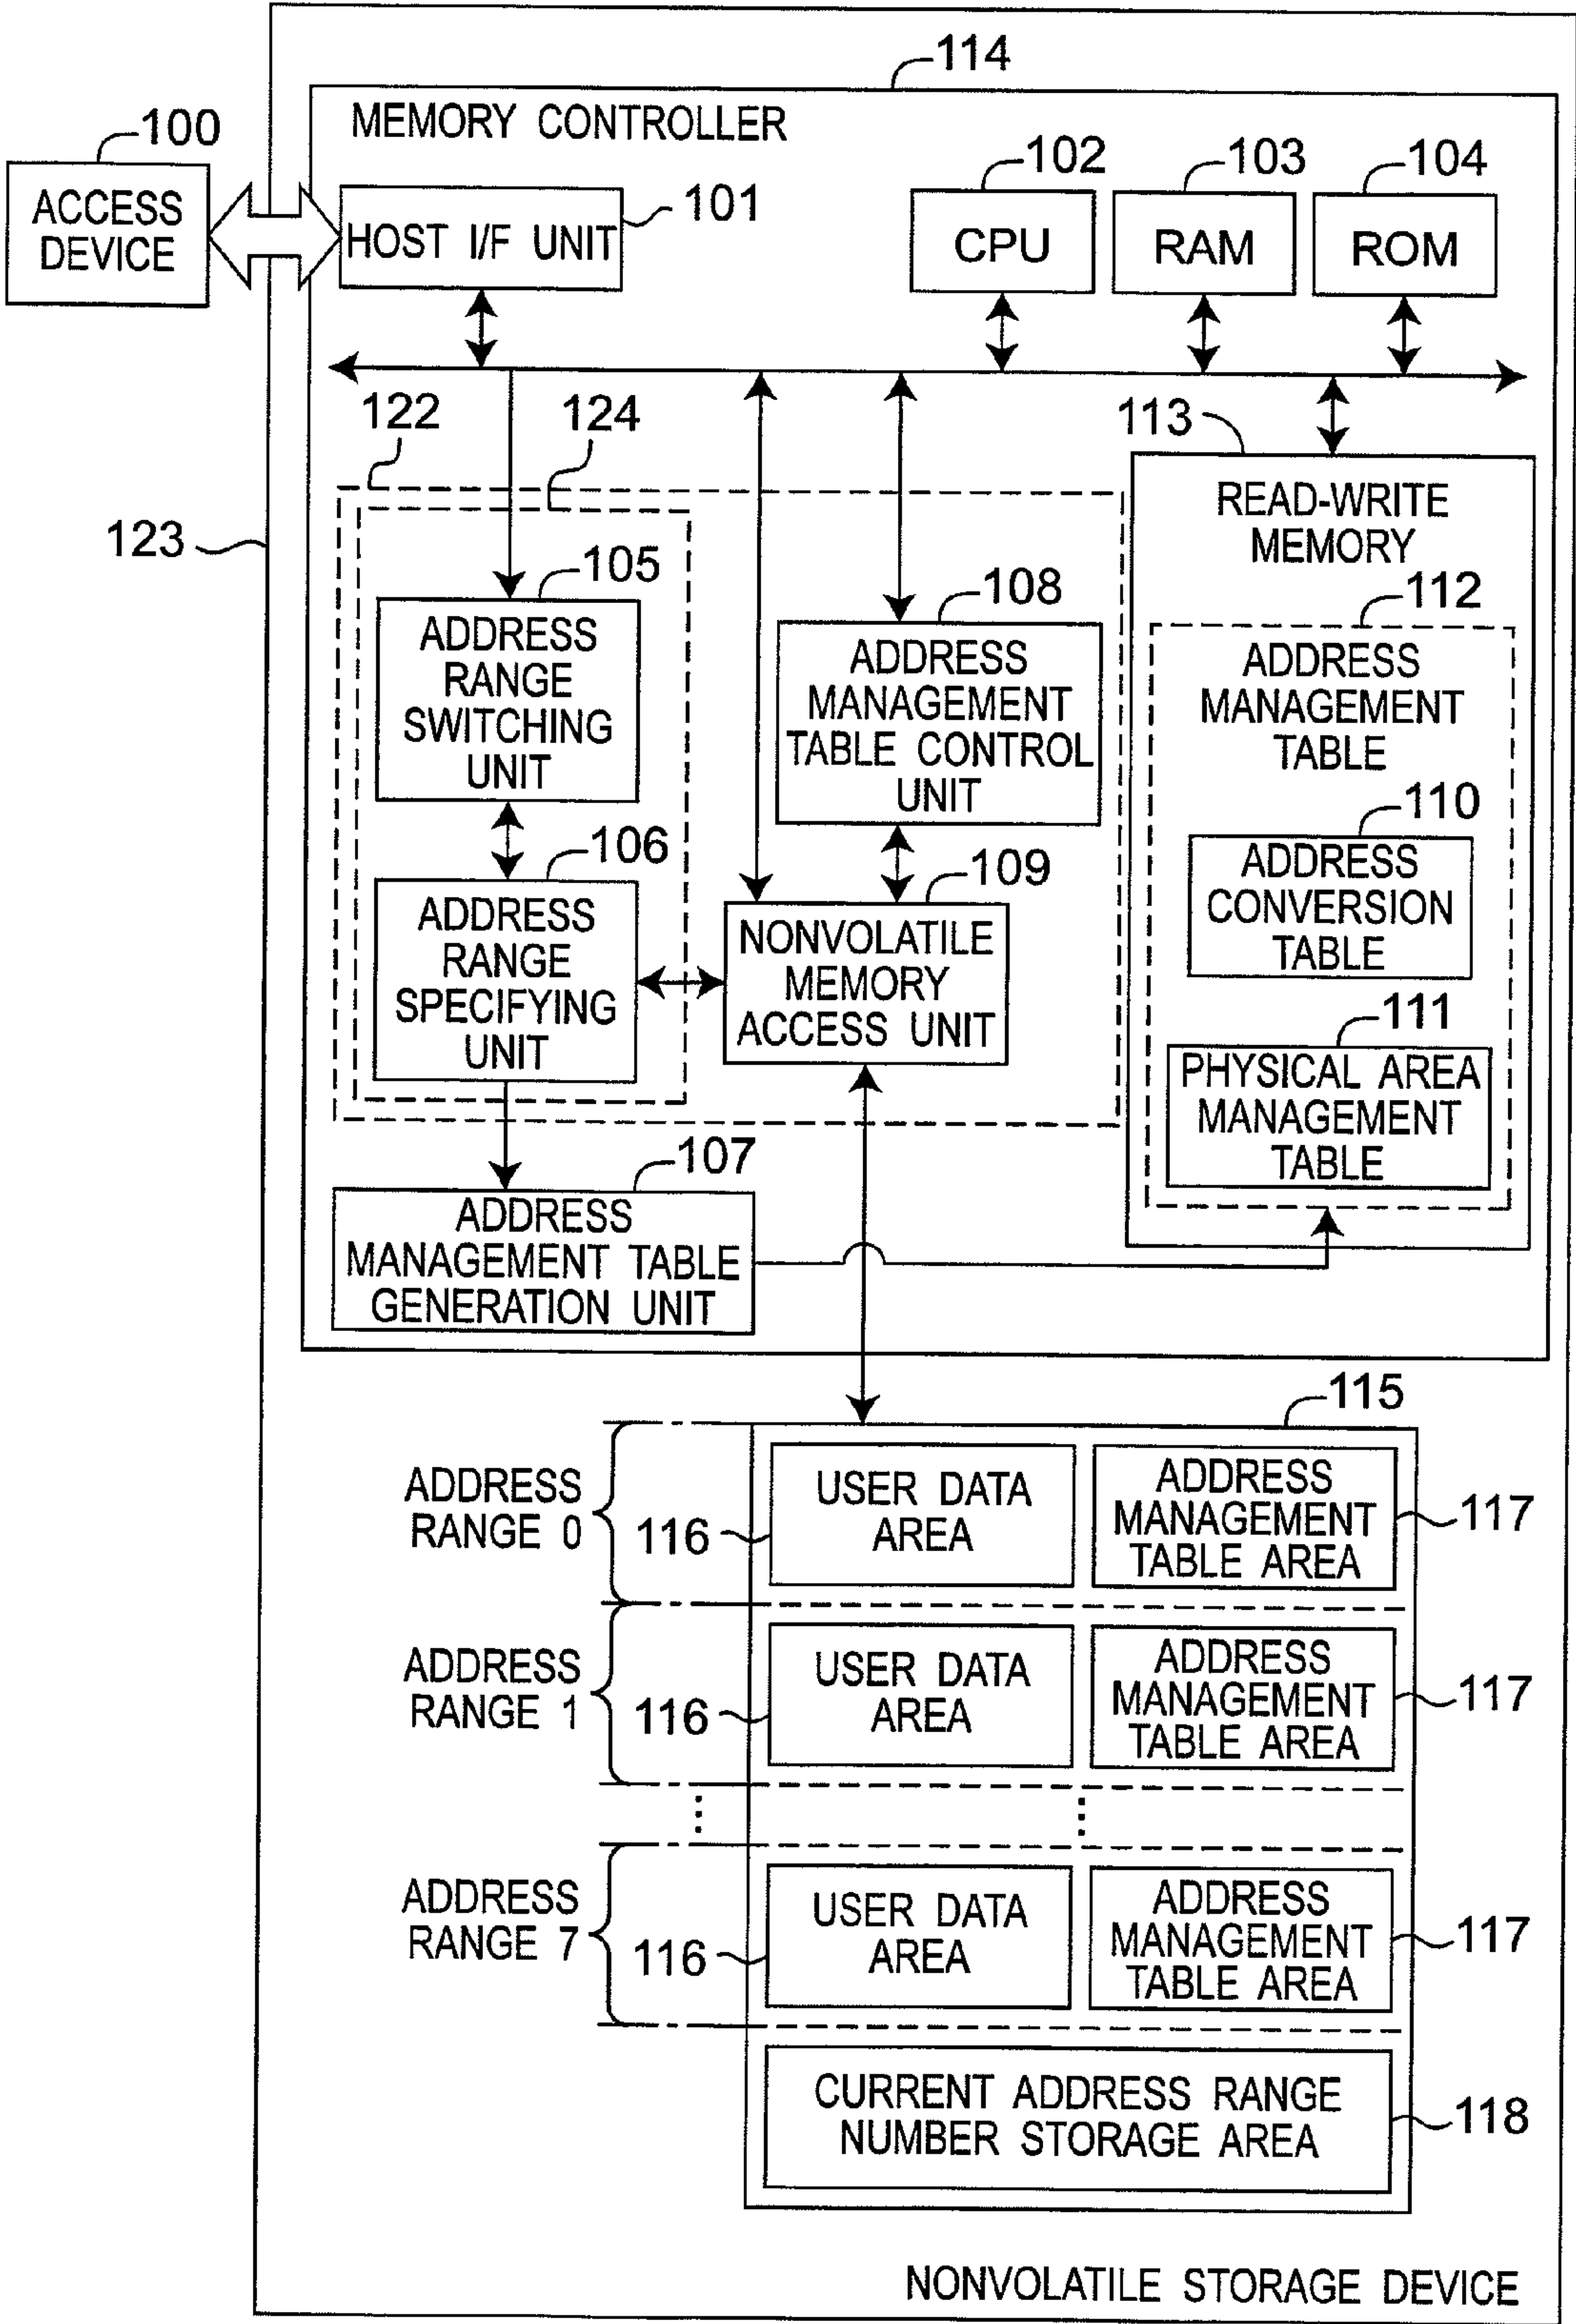 114
MEMORY CONTROLLER
100
ACCESS
DEVICE
101
HOST I/F UNIT
102
CPU
103
RAM
104
ROM
122
124
113
READ-WRITE
MEMORY
123
105
ADDRESS
RANGE
SWITCHING
UNIT
108
ADDRESS
MANAGEMENT
TABLE CONTROL
UNIT
112
ADDRESS
MANAGEMENT
TABLE
110
ADDRESS
CONVERSION
TABLE
106
ADDRESS
RANGE
SPECIFYING
UNIT
109
NONVOLATILE
MEMORY
ACCESS UNIT
111
PHYSICAL AREA
MANAGEMENT
TABLE
107
ADDRESS
MANAGEMENT TABLE
GENERATION UNIT
115
ADDRESS
RANGE 0
116
USER DATA
AREA
ADDRESS
MANAGEMENT
TABLE AREA
117
ADDRESS
RANGE 1
116
USER DATA
AREA
ADDRESS
MANAGEMENT
TABLE AREA
117
ADDRESS
RANGE 7
116
USER DATA
AREA
ADDRESS
MANAGEMENT
TABLE AREA
117
CURRENT ADDRESS RANGE
NUMBER STORAGE AREA
118
NONVOLATILE STORAGE DEVICE